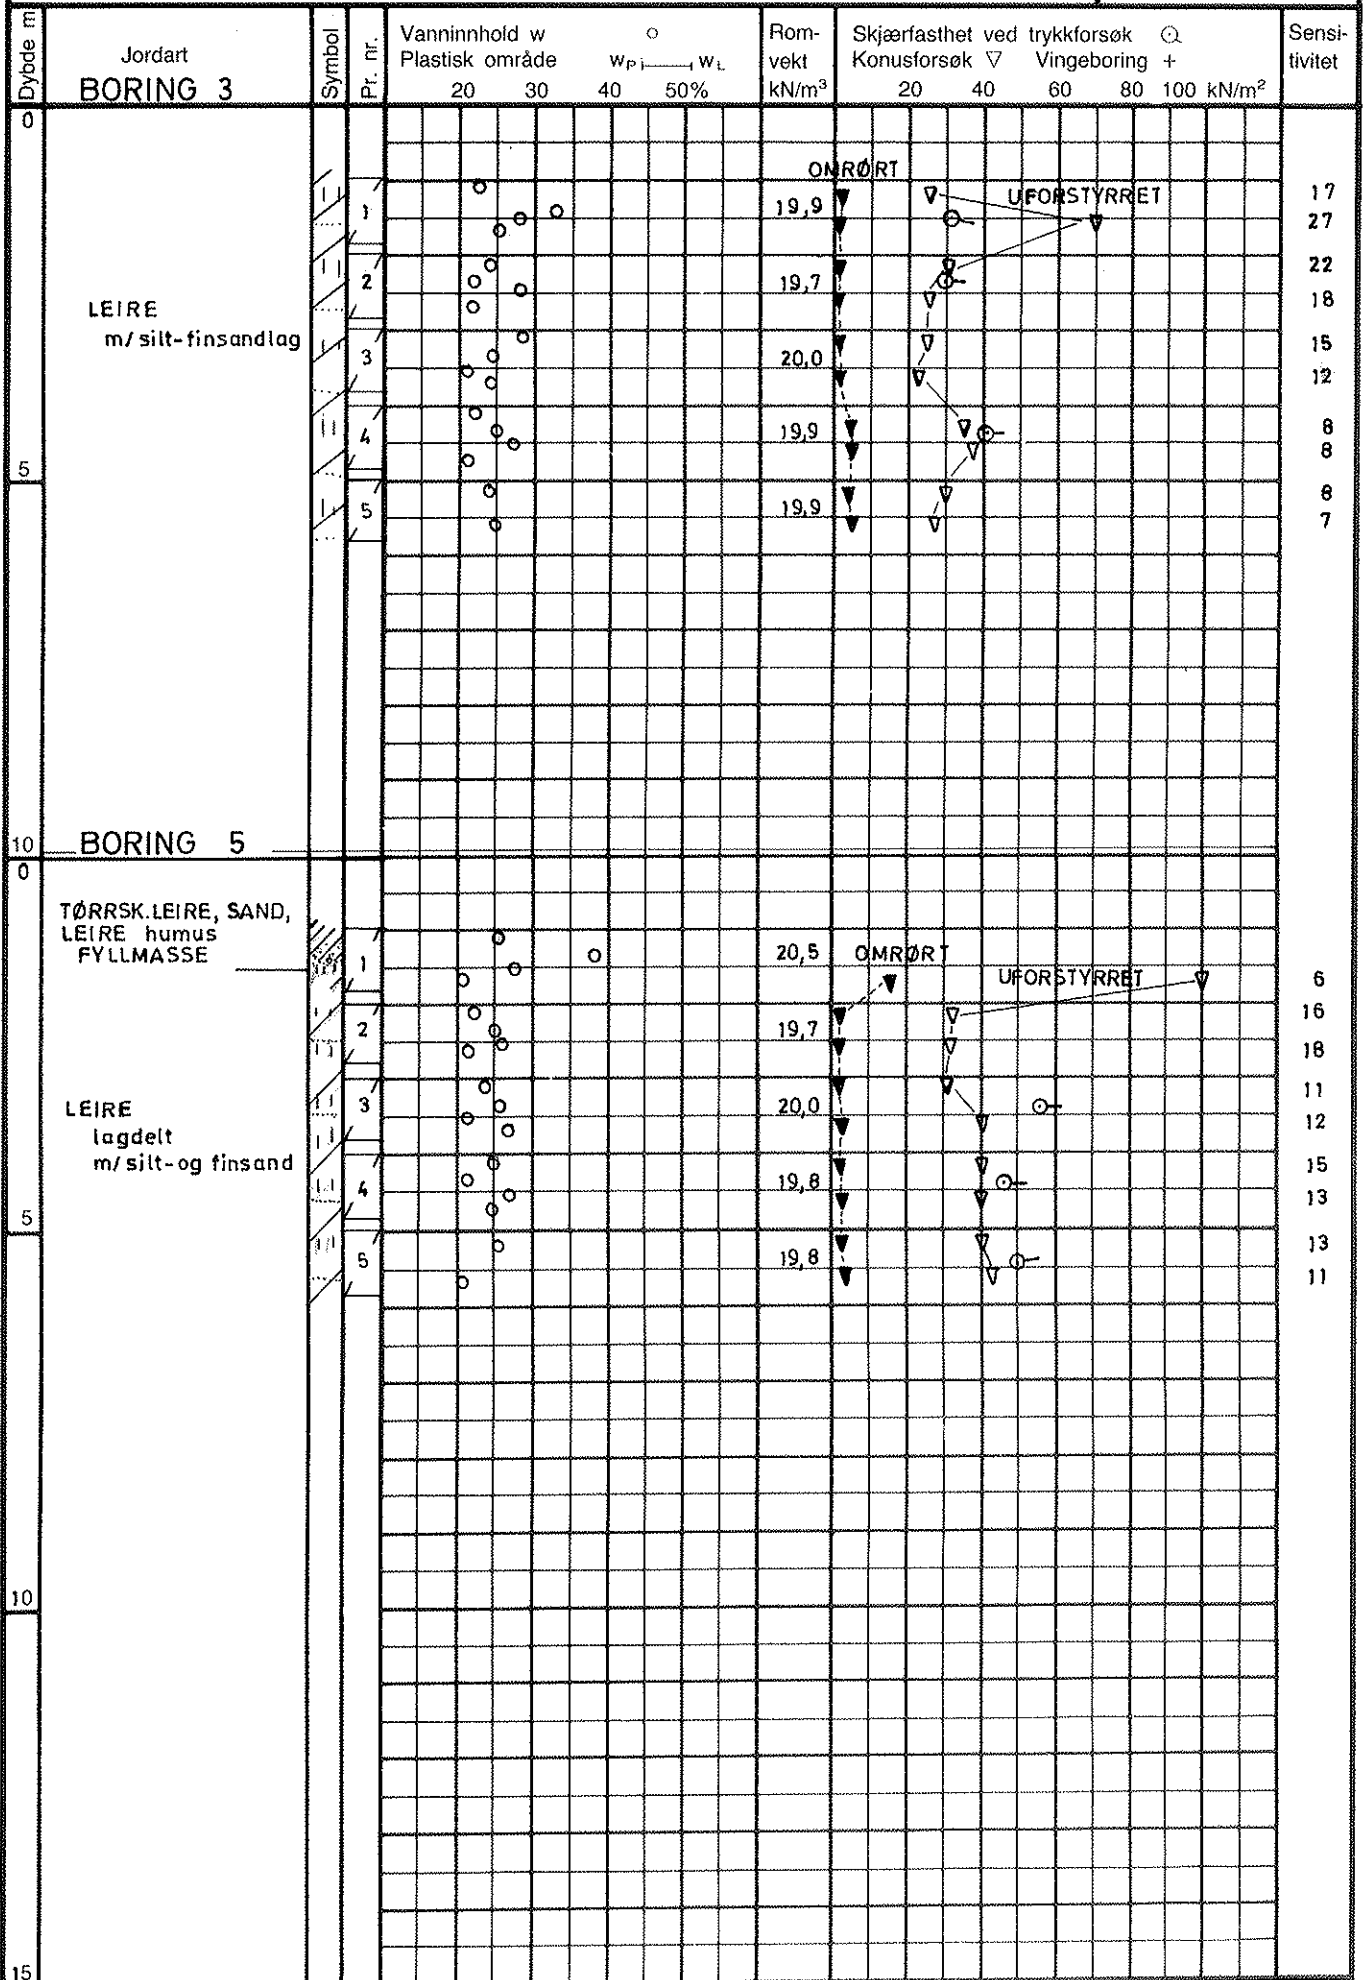 Dybde m
Jordart
BORING 3
Symbol
Pr. nr.
Vanninnhold w ○
Plastisk område WP WL
20 30 40 50%
Rom-
vekt
kN/m³
Skjærfasthet ved trykkforsøk
Konusforsøk ▽ Vingeboring +
20 40 60 80 100 kN/m²
Sensi-
tivitet
0
OMRØRT
UFORSTYRRET
1 19,9 17
27
2 19,7 22
18
LEIRE
m/silt-finsandlag
3 20,0 15
12
4 19,9 8
8
5
5 19,9 8
7
10
BORING 5
0
TØRRSK.LEIRE, SAND,
LEIRE humus
FYLLMASSE
1 20,5 OMRØRT
UFORSTYRRET 6
2 19,7 16
18
LEIRE
lagdelt
m/silt-og finsand
3 20,0 11
12
4 19,8 15
13
5
5 19,8 13
11
10
15